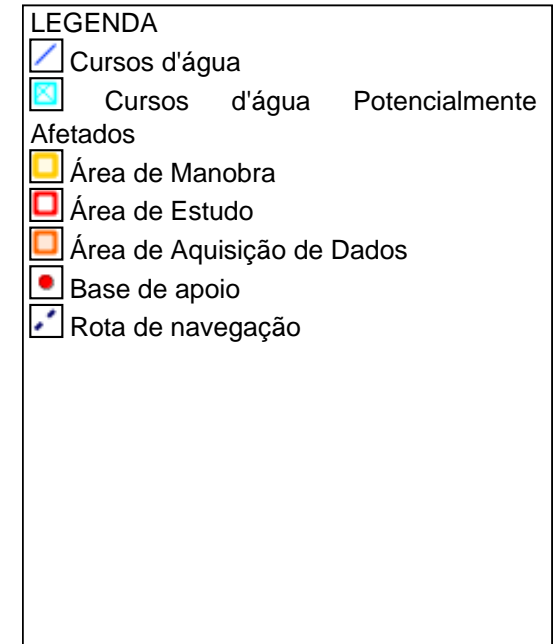 LEGENDA
Cursos d'água
Cursos d'água Potencialmente
Afetados
Área de Manobra
Área de Estudo
Área de Aquisição de Dados
Base de apoio
Rota de navegação